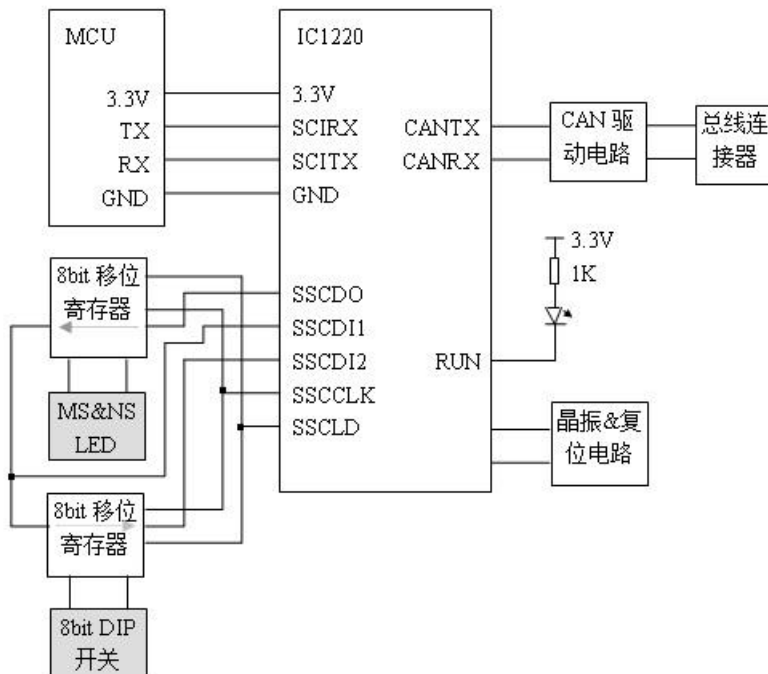 MCU
3.3V
TX
RX
GND
IC1220
3.3V
SCIRX
SCITX
GND
SSCDO
SSCDI1
SSCDI2
SSCCLK
SSCLD
CANTX
CANRX
RUN
CAN 驱
动电路
总线连
接器
3.3V
1K
晶振&复
位电路
8bit 移位
寄存器
MS&NS
LED
8bit 移位
寄存器
8bit DIP
开关